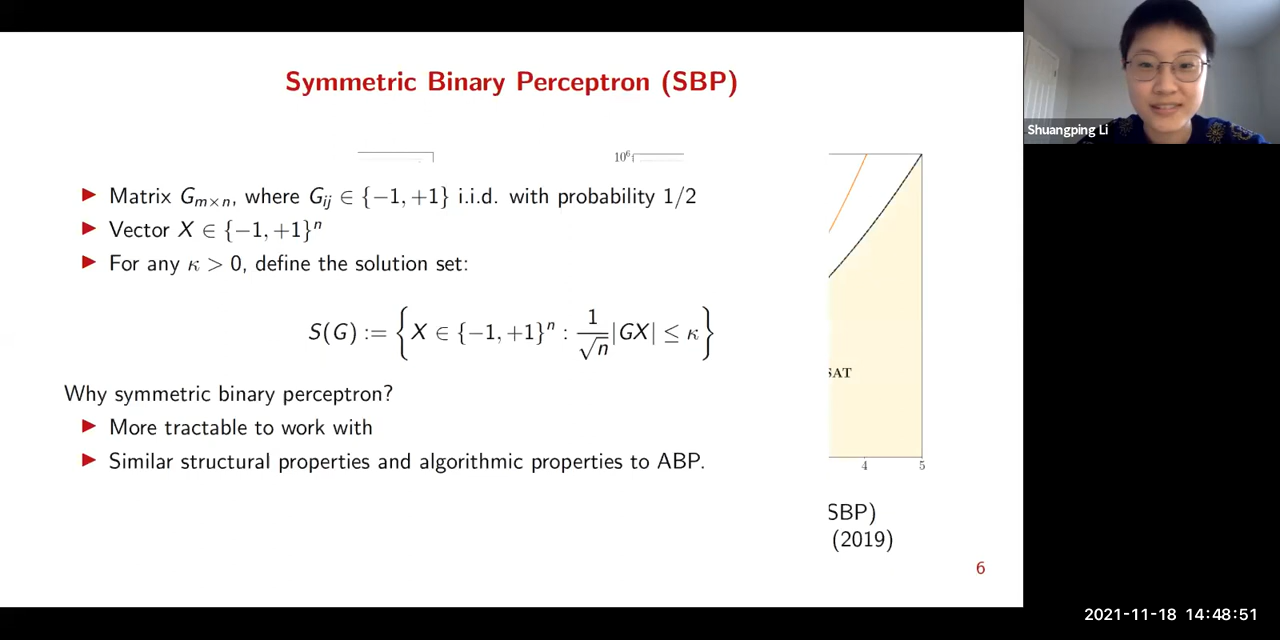 Symmetric Binary Perceptron (SBP)
10⁶
▶ Matrix Gₘ×ₙ, where Gᵢⱼ ∈ {−1, +1} i.i.d. with probability 1/2
▶ Vector X ∈ {−1, +1}ⁿ
▶ For any κ > 0, define the solution set:
S(G) := { X ∈ {−1, +1}ⁿ : 1/√n |GX| ≤ κ }
SAT
Why symmetric binary perceptron?
▶ More tractable to work with
▶ Similar structural properties and algorithmic properties to ABP.
4 5
SBP)
(2019)
6
Shuangping Li
2021-11-18 14:48:51